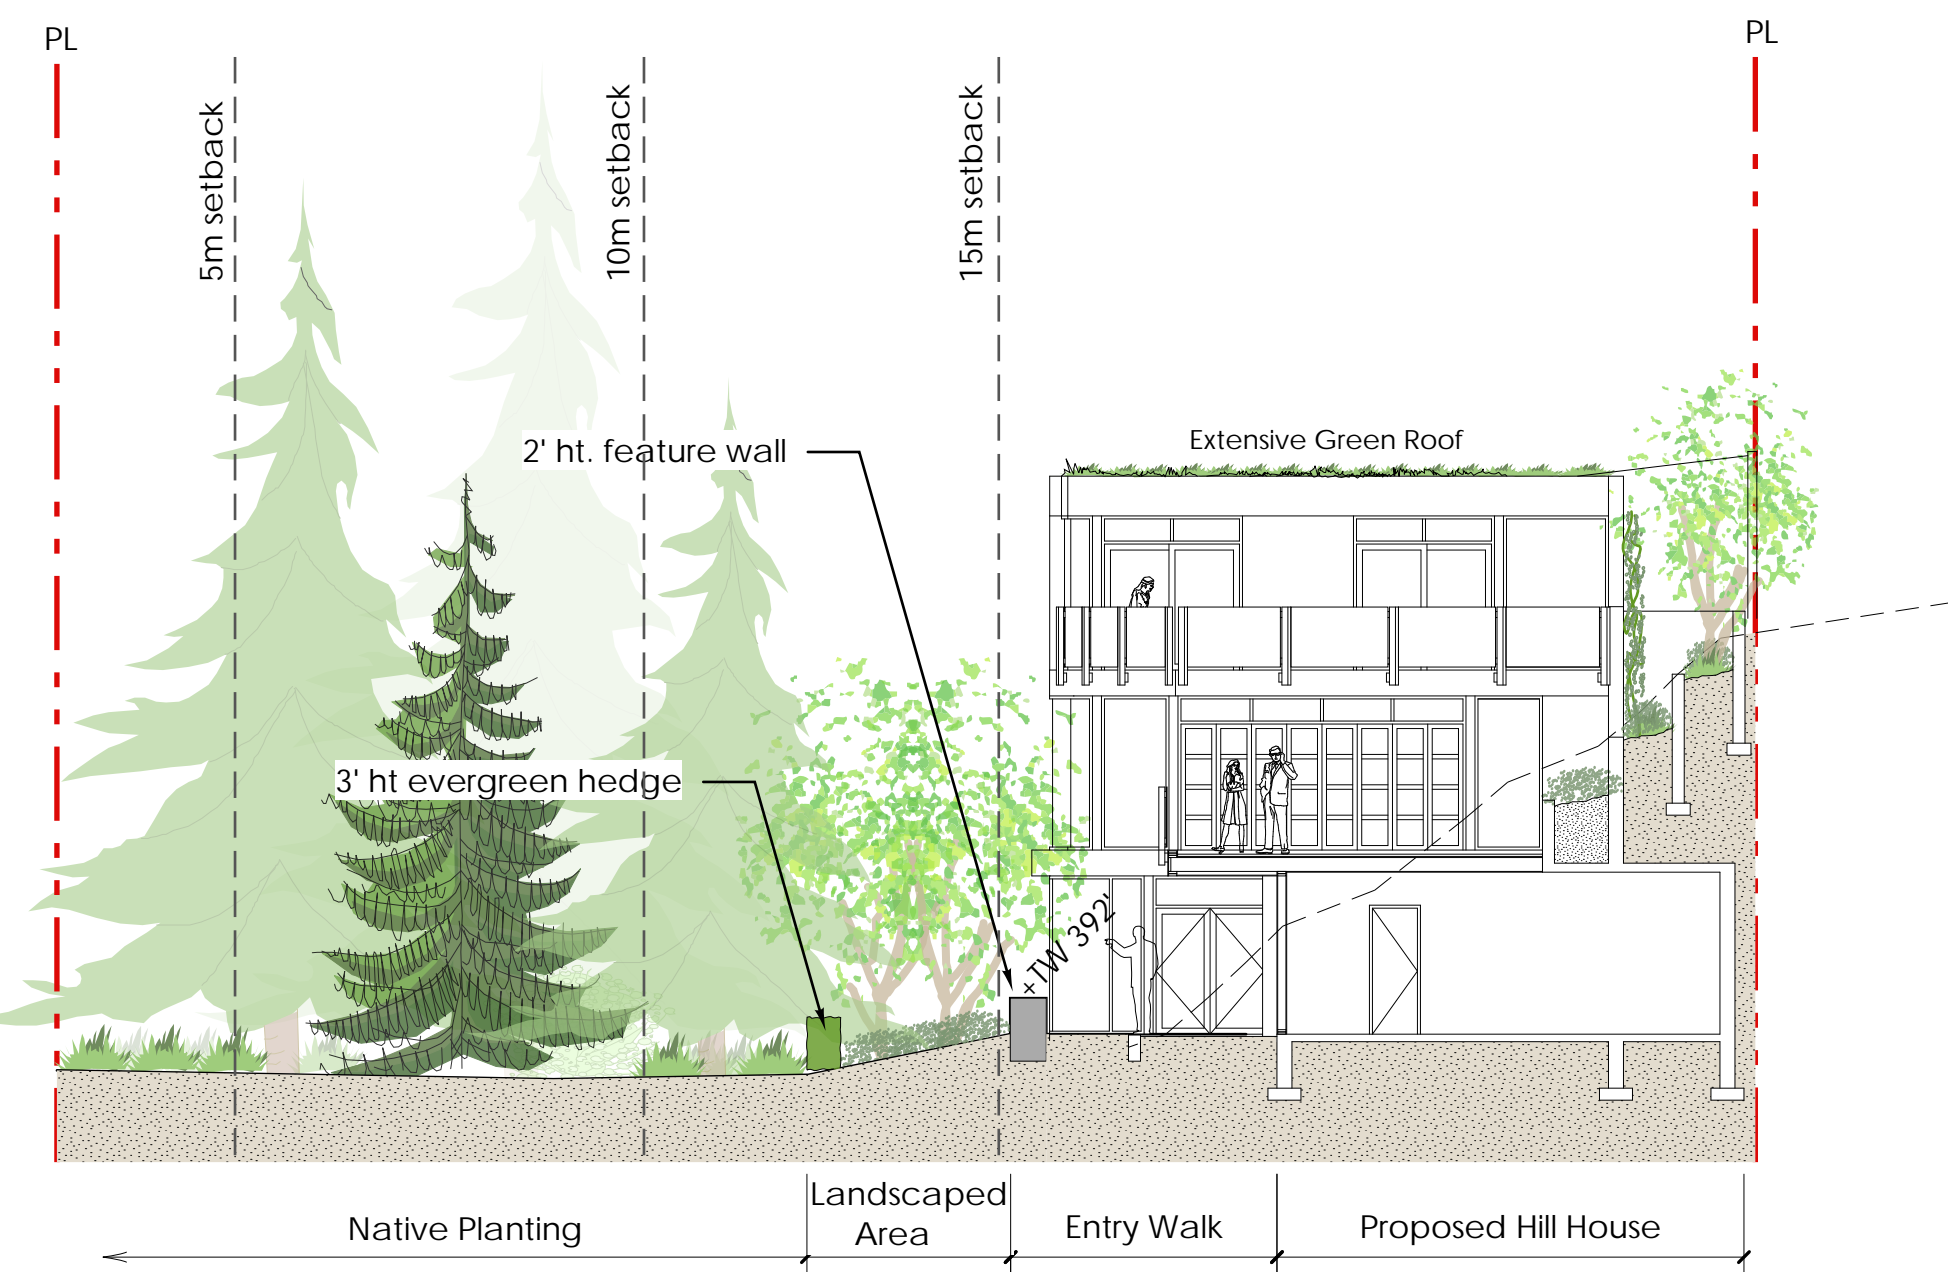 PL
PL
5m setback
10m setback
15m setback
Extensive Green Roof
2' ht. feature wall
3' ht evergreen hedge
+TW 392'
Landscaped
Area
Native Planting
Entry Walk
Proposed Hill House